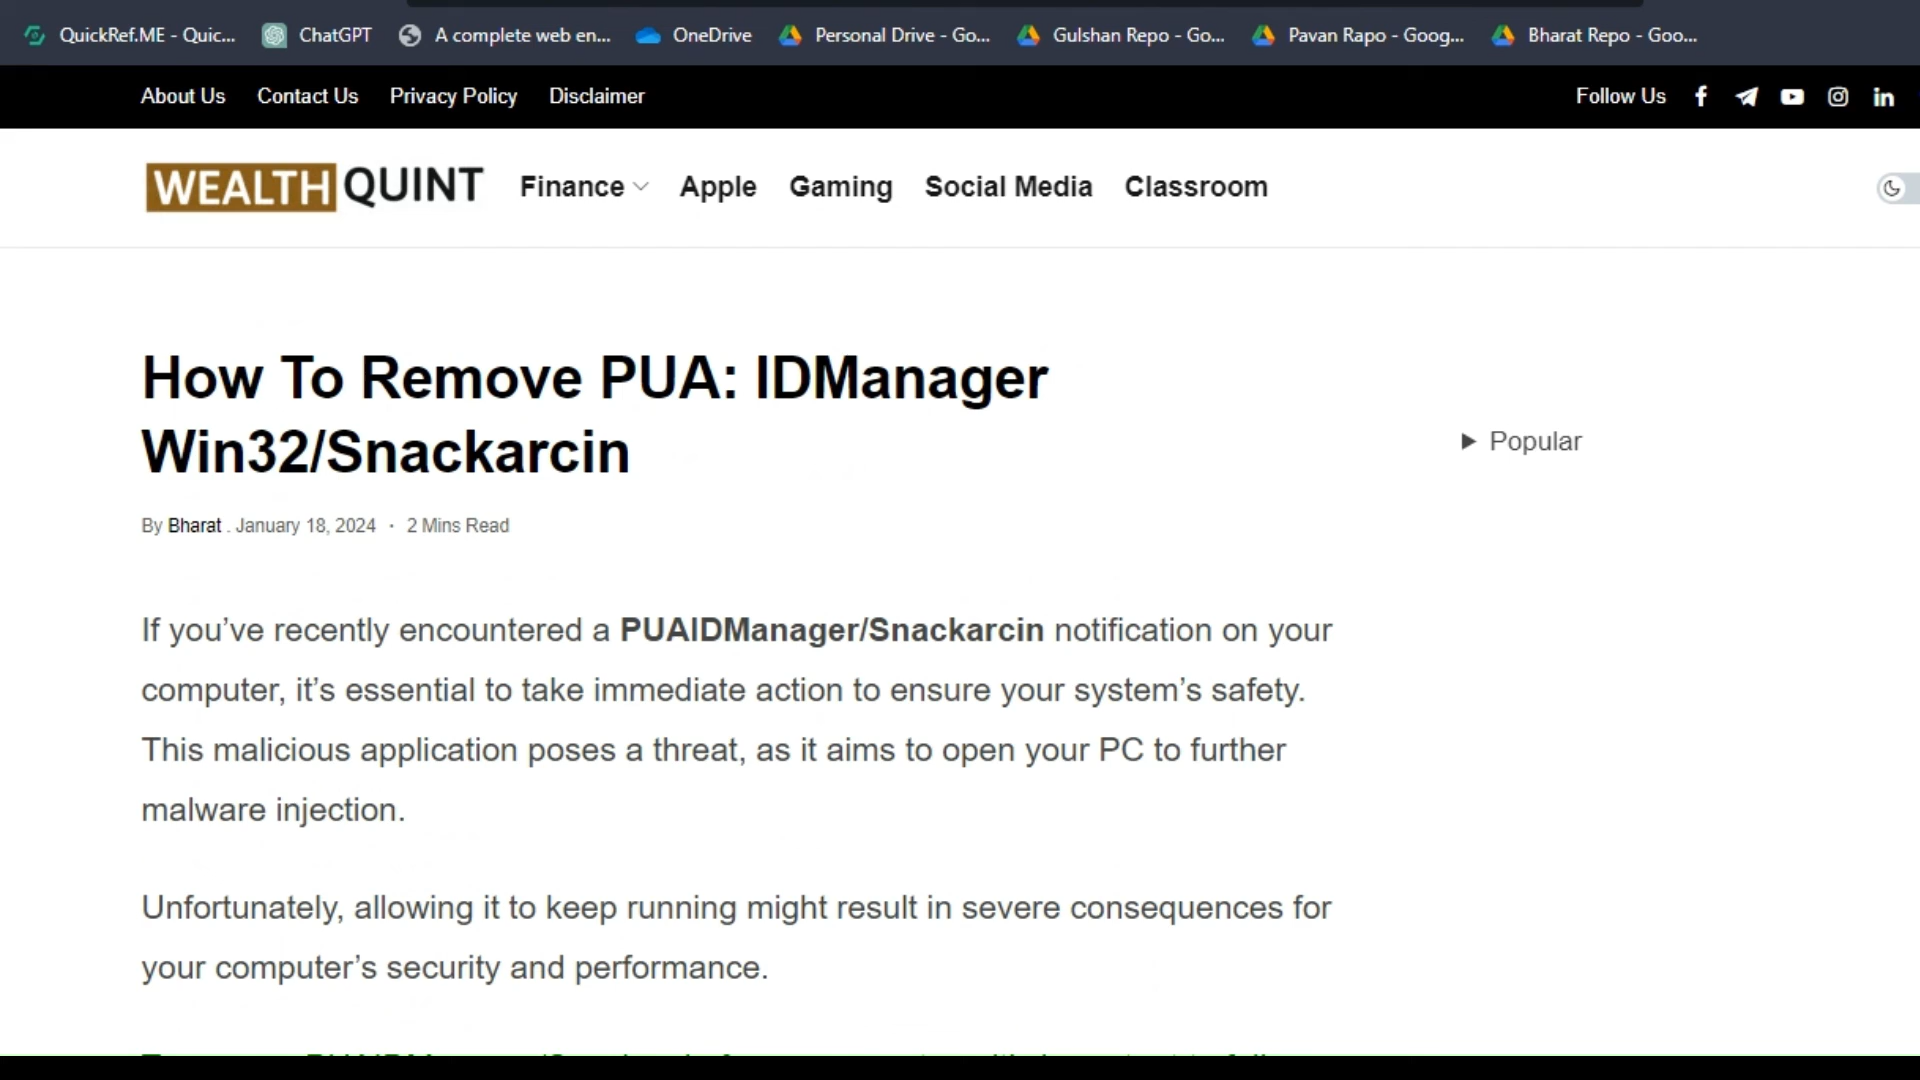 QuickRef.ME - Quic... ChatGPT A complete web en... OneDrive Personal Drive - Go... Gulshan Repo - Go... Pavan Rapo - Goog... Bharat Repo - Goo...
About Us Contact Us Privacy Policy Disclaimer Follow Us
WEALTH QUINT Finance Apple Gaming Social Media Classroom
How To Remove PUA: IDManager
Win32/Snackarcin
Popular
By Bharat . January 18, 2024 · 2 Mins Read
If you’ve recently encountered a PUAIDManager/Snackarcin notification on your
computer, it’s essential to take immediate action to ensure your system’s safety.
This malicious application poses a threat, as it aims to open your PC to further
malware injection.
Unfortunately, allowing it to keep running might result in severe consequences for
your computer’s security and performance.